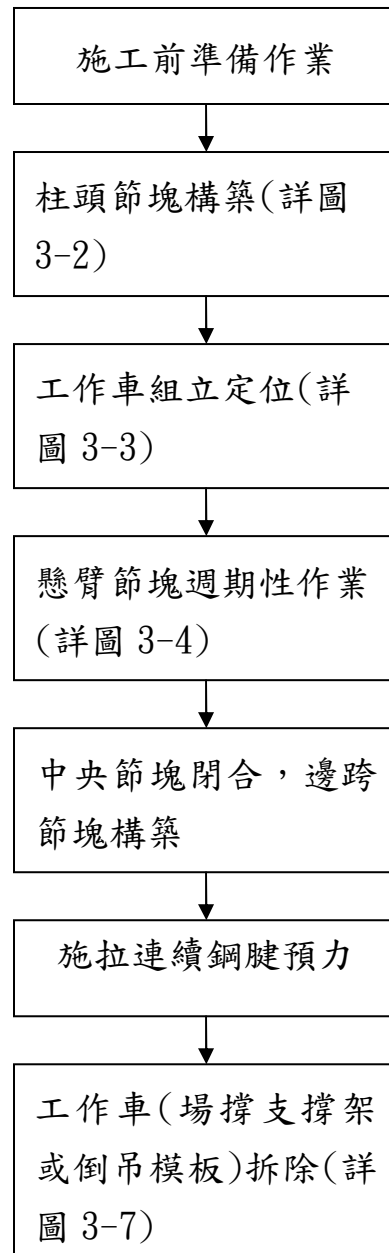 施工前準備作業
柱頭節塊構築(詳圖
3-2)
工作車組立定位(詳
圖 3-3)
懸臂節塊週期性作業
(詳圖 3-4)
中央節塊閉合，邊跨
節塊構築
施拉連續鋼腱預力
工作車(場撐支撐架
或倒吊模板)拆除(詳
圖 3-7)